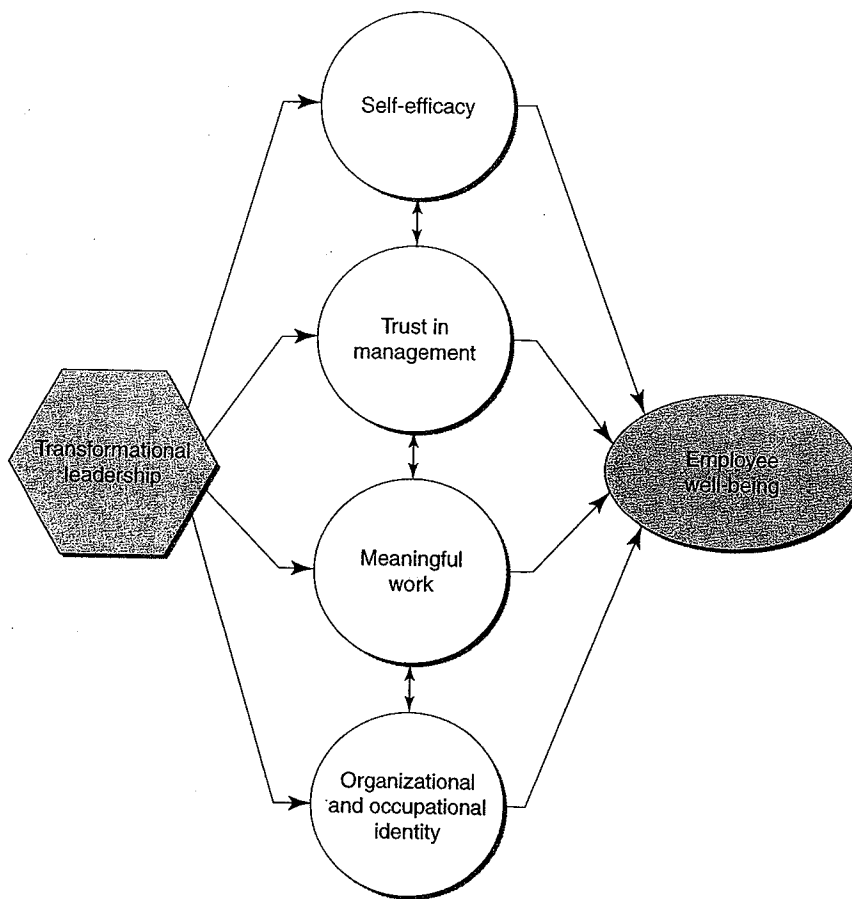 Self-efficacy
Trust in
management
Transformational
leadership
Employee
well-being
Meaningful
work
Organizational
and occupational
identity